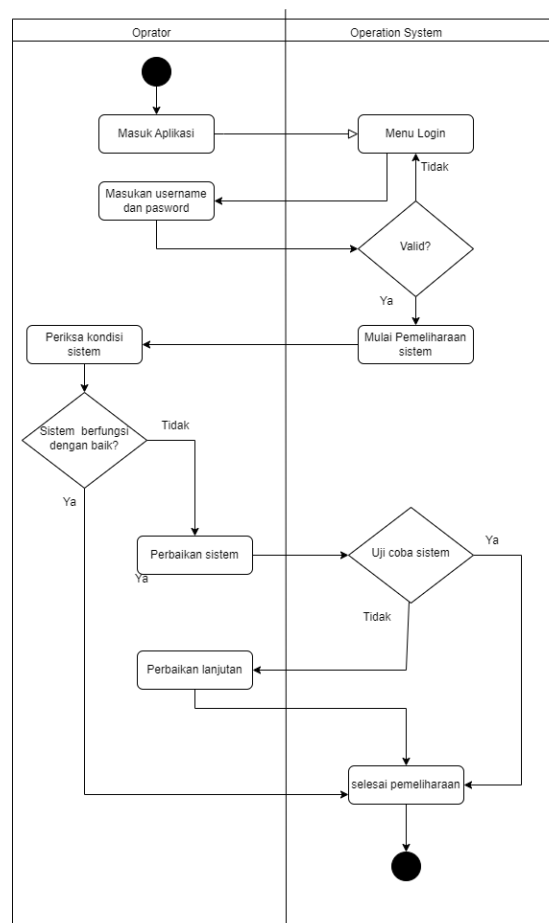 Oprator
Operation System
Masuk Aplikasi
Menu Login
Tidak
Masukan username
dan pasword
Valid?
Ya
Periksa kondisi
sistem
Mulai Pemeliharaan
sistem
Sistem berfungsi
dengan baik?
Tidak
Ya
Perbaikan sistem
Ya
Uji coba sistem
Ya
Tidak
Perbaikan lanjutan
selesai pemeliharaan